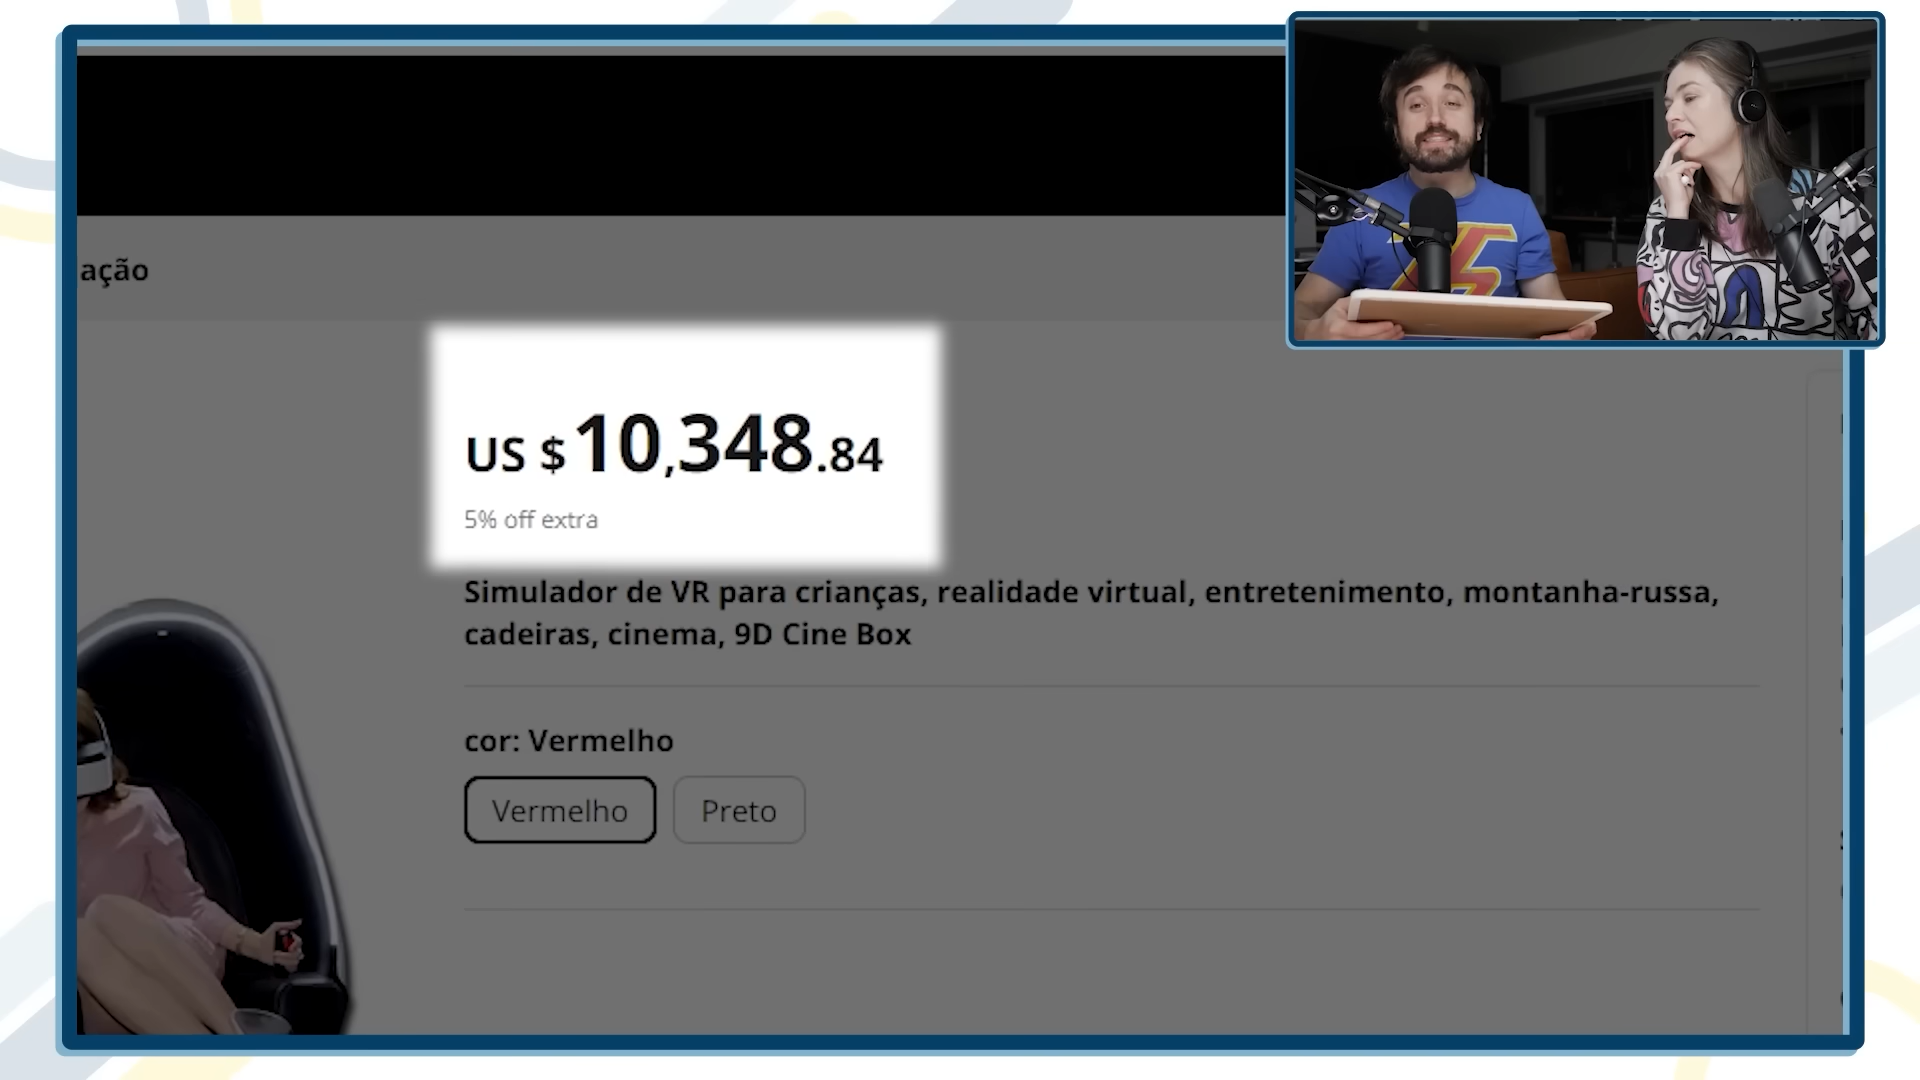 ação
US $10,348.84
5% off extra
Simulador de VR para crianças, realidade virtual, entretenimento, montanha-russa,
cadeiras, cinema, 9D Cine Box
cor: Vermelho
Vermelho
Preto